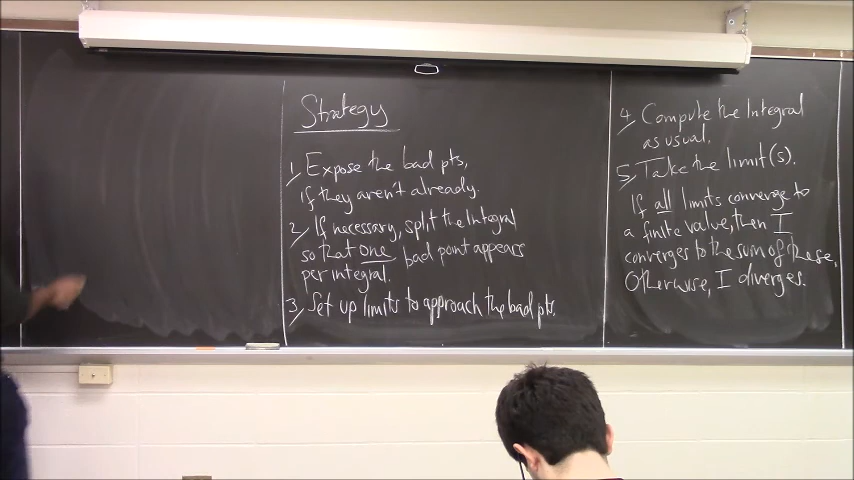 Strategy
1, Expose the bad pts,
if they aren't already.
2, If necessary, split the integral
so that one bad point appears
per integral.
3, Set up limits to approach the bad pts.
4, Compute the Integral
as usual.
5, Take the limit(s).
If all limits converge to
a finite value, then I
converges to the sum of these.
Otherwise, I diverges.